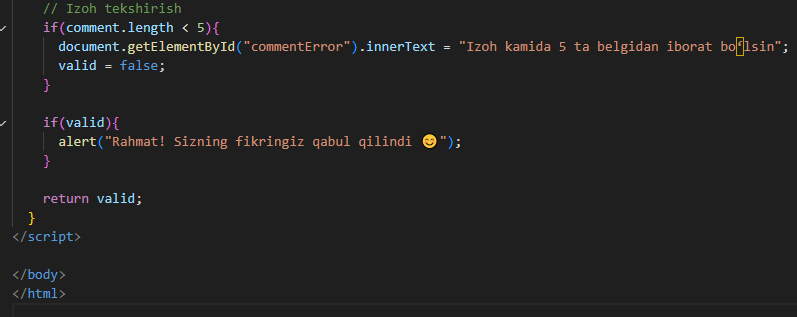 // Izoh tekshirish
if(comment.length < 5){
document.getElementById("commentError").innerText = "Izoh kamida 5 ta belgidan iborat bo‘lsin";
valid = false;
}
if(valid){
alert("Rahmat! Sizning fikringiz qabul qilindi 😊");
}
return valid;
}
</script>
</body>
</html>